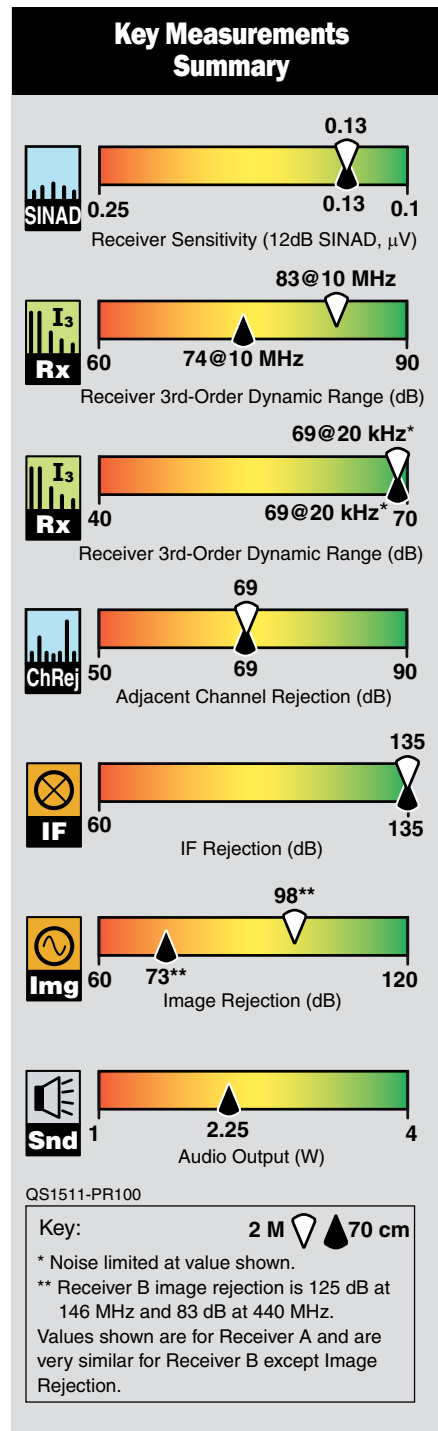 Key Measurements
Summary
0.13
SINAD
0.25
0.13
0.1
Receiver Sensitivity (12dB SINAD, μV)
83@10 MHz
I₃
Rx
60
74@10 MHz
90
Receiver 3rd-Order Dynamic Range (dB)
69@20 kHz*
I₃
Rx
40
69@20 kHz*
70
Receiver 3rd-Order Dynamic Range (dB)
69
ChRej
50
69
90
Adjacent Channel Rejection (dB)
135
IF
60
135
IF Rejection (dB)
98**
Img
60
73**
120
Image Rejection (dB)
Snd
1
2.25
4
Audio Output (W)
QS1511-PR100
Key: 2 M 70 cm
* Noise limited at value shown.
** Receiver B image rejection is 125 dB at
146 MHz and 83 dB at 440 MHz.
Values shown are for Receiver A and are
very similar for Receiver B except Image
Rejection.